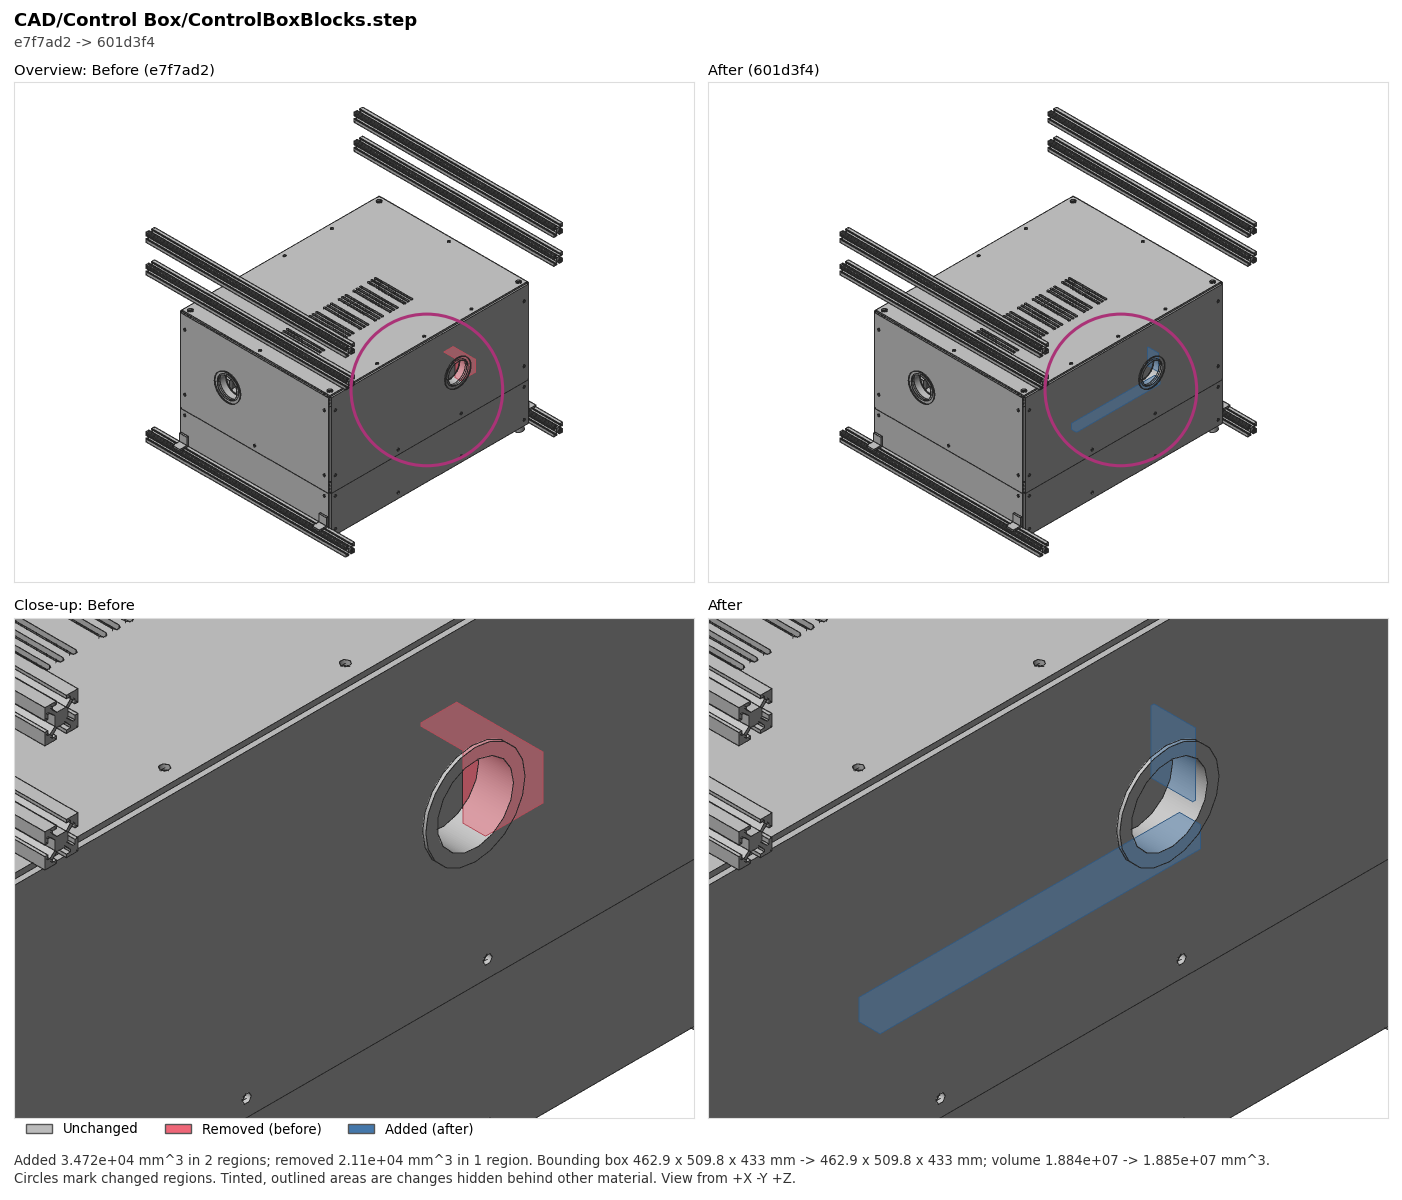 CAD/Control Box/ControlBoxBlocks.step
e7f7ad2 -> 601d3f4
Overview: Before (e7f7ad2)
After (601d3f4)
Close-up: Before
After
Unchanged
Removed (before)
Added (after)
Added 3.472e+04 mm^3 in 2 regions; removed 2.11e+04 mm^3 in 1 region. Bounding box 462.9 x 509.8 x 433 mm -> 462.9 x 509.8 x 433 mm; volume 1.884e+07 -> 1.885e+07 mm^3.
Circles mark changed regions. Tinted, outlined areas are changes hidden behind other material. View from +X -Y +Z.